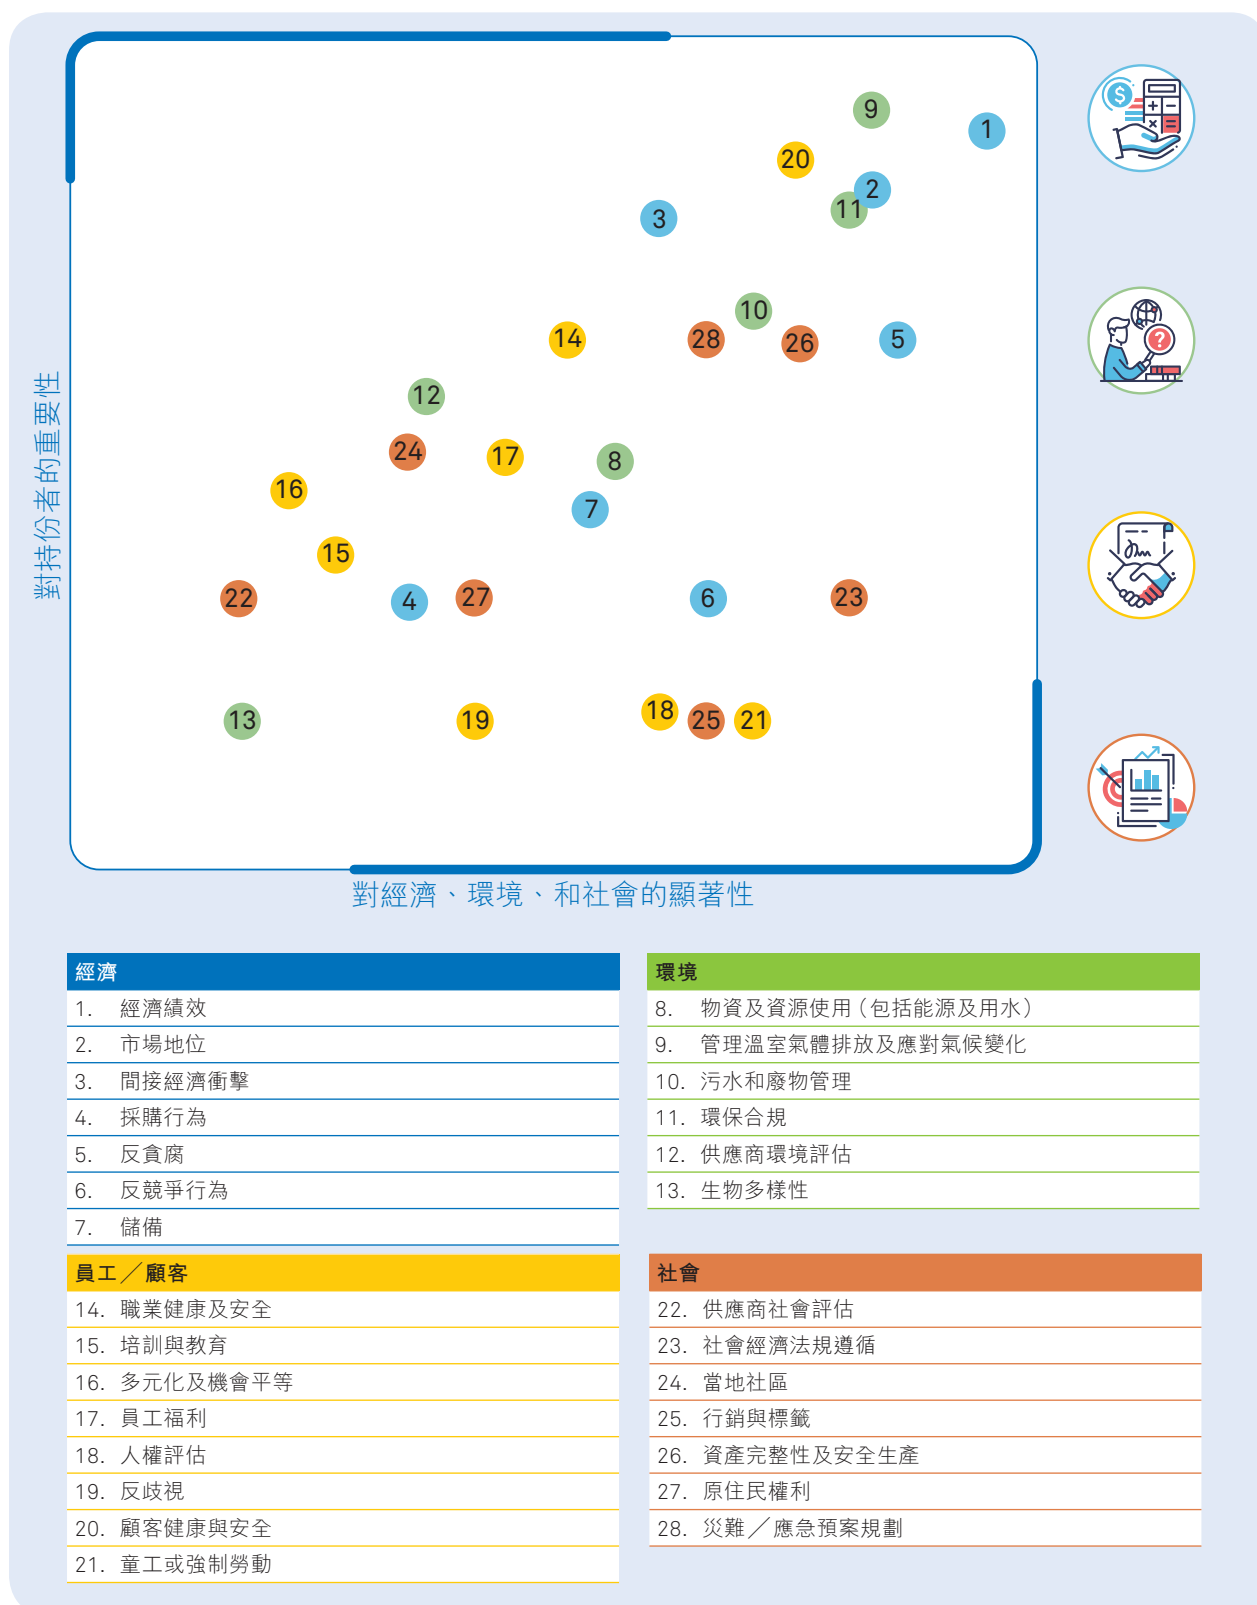 9
1
20
2
11
3
10
14
28
26
5
12
24
17
8
16
7
15
22
4
27
6
23
13
19
18
25
21
對持份者的重要性
對經濟、環境、和社會的顯著性
經濟
1. 經濟績效
2. 市場地位
3. 間接經濟衝擊
4. 採購行為
5. 反貪腐
6. 反競爭行為
7. 儲備
環境
8. 物資及資源使用（包括能源及用水）
9. 管理溫室氣體排放及應對氣候變化
10. 污水和廢物管理
11. 環保合規
12. 供應商環境評估
13. 生物多樣性
員工／顧客
14. 職業健康及安全
15. 培訓與教育
16. 多元化及機會平等
17. 員工福利
18. 人權評估
19. 反歧視
20. 顧客健康與安全
21. 童工或強制勞動
社會
22. 供應商社會評估
23. 社會經濟法規遵循
24. 當地社區
25. 行銷與標籤
26. 資產完整性及安全生產
27. 原住民權利
28. 災難／應急預案規劃